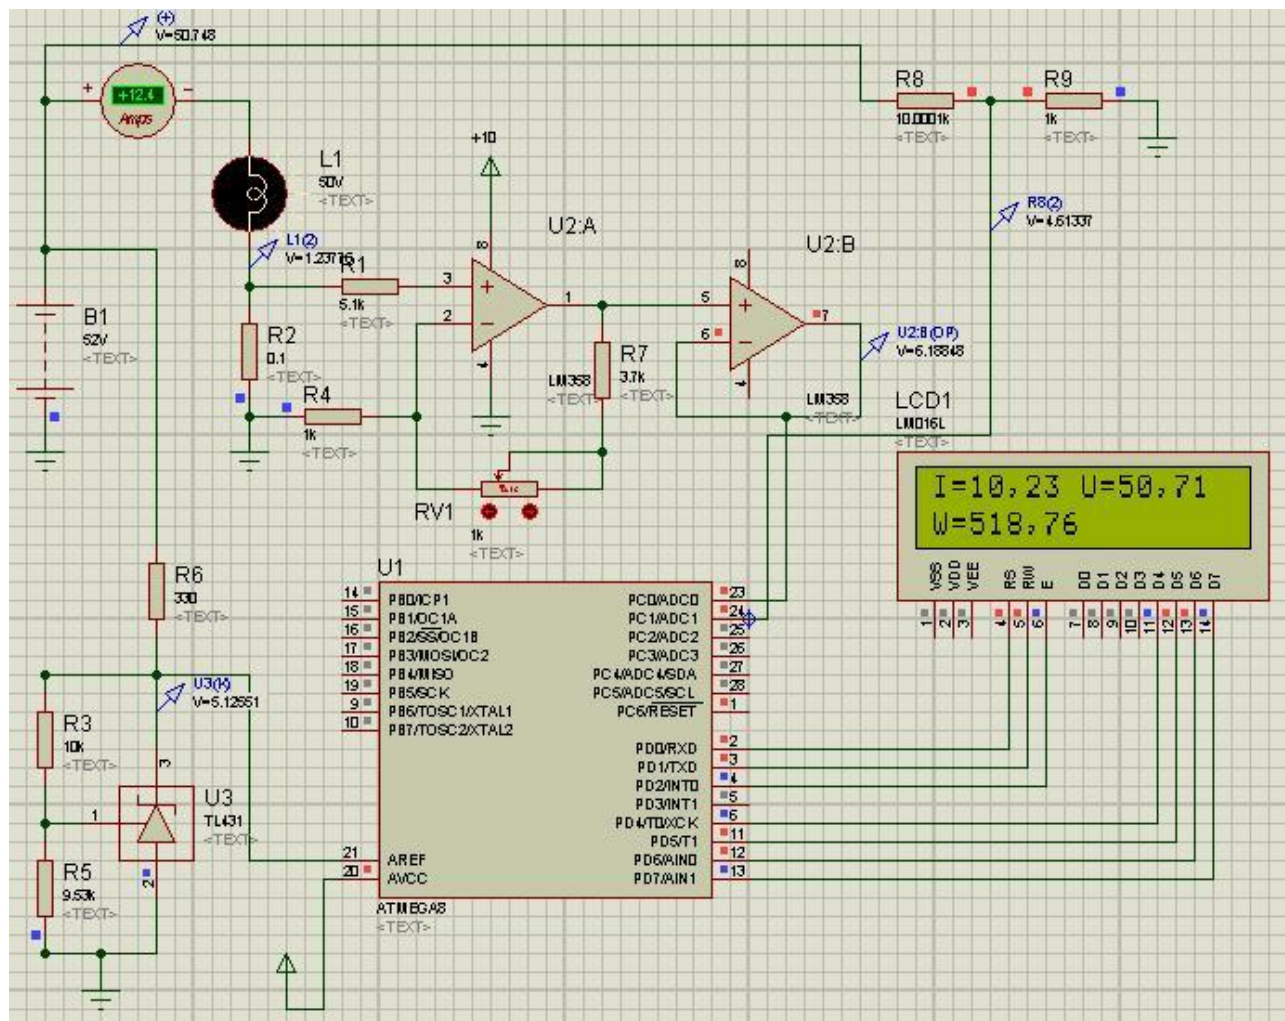 (+)
V=50.748
+12.4
Amps
L1
50V
<TEXT>
L1(2)
R1
5.1k
<TEXT>
R2
0.1
<TEXT>
R4
1k
<TEXT>
B1
52V
<TEXT>
+10
U2:A
8
3
2
1
4
LM358
<TEXT>
R7
3.7k
<TEXT>
RV1
1k
<TEXT>
U2:B
8
5
6
7
4
LM358
<TEXT>
U2:B(OP)
V=6.18848
R8
10.0001k
<TEXT>
R9
1k
<TEXT>
R8(2)
V=4.61337
LCD1
LM016L
<TEXT>
I=10,23 U=50,71
W=518,76
VSS VDD VEE RS RW E D0 D1 D2 D3 D4 D5 D6 D7
1 2 3 4 5 6 7 8 9 10 11 12 13 14
R6
330
<TEXT>
U3(K)
V=5.12551
R3
10k
<TEXT>
R5
9.53k
<TEXT>
3
1
2
U3
TL431
<TEXT>
U1
14 PB0/ICP1 PC0/ADC0 23
15 PB1/OC1A PC1/ADC1 24
16 PB2/SS/OC1B PC2/ADC2 25
17 PB3/MOSI/OC2 PC3/ADC3 26
18 PB4/MISO PC4/ADC4/SDA 27
19 PB5/SCK PC5/ADC5/SCL 28
9 PB6/TOSC1/XTAL1 PC6/RESET 1
10 PB7/TOSC2/XTAL2
PD0/RXD 2
PD1/TXD 3
PD2/INT0 4
PD3/INT1 5
PD4/T0/XCK 6
PD5/T1 11
21 AREF PD6/AIN0 12
20 AVCC PD7/AIN1 13
ATMEGA8
<TEXT>